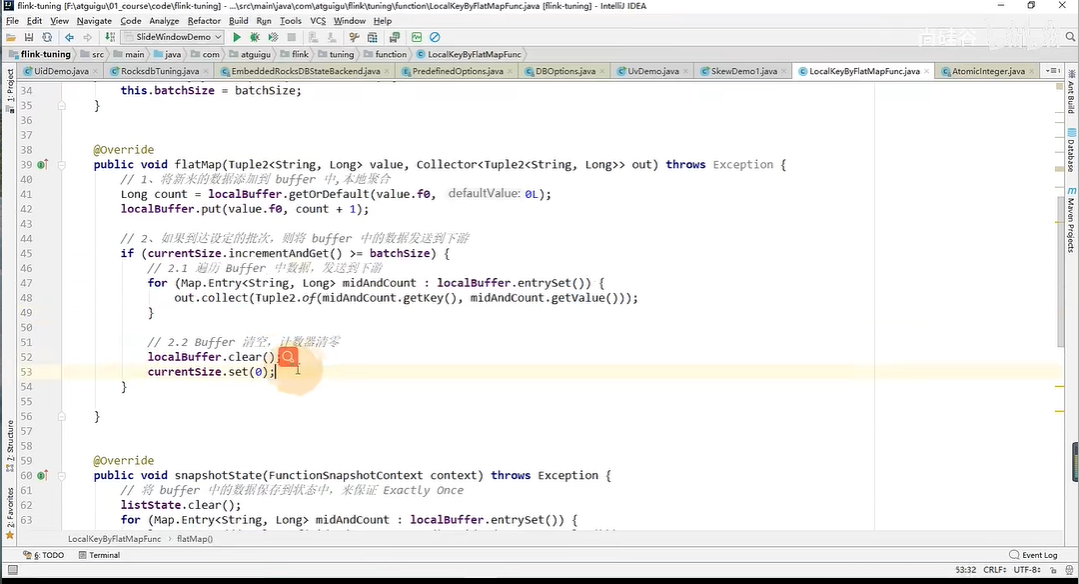 flink-tuning [F:\atguigu\01_course\code\flink-tuning] - ...\src\main\java\com\atguigu\flink\tuning\function\LocalKeyByFlatMapFunc.java [flink-tuning] - IntelliJ IDEA
File Edit View Navigate Code Analyze Refactor Build Run Tools VCS Window Help
SlideWindowDemo
flink-tuning src main java com atguigu flink tuning function LocalKeyByFlatMapFunc
UidDemo.java RocksdbTuning.java EmbeddedRocksDBStateBackend.java PredefinedOptions.java DBOptions.java UvDemo.java SkewDemo1.java LocalKeyByFlatMapFunc.java AtomicInteger.java
34 this.batchSize = batchSize;
35 }
36
37
38 @Override
39 public void flatMap(Tuple2<String, Long> value, Collector<Tuple2<String, Long>> out) throws Exception {
40 // 1、将新来的数据添加到 buffer 中,本地聚合
41 Long count = localBuffer.getOrDefault(value.f0, defaultValue: 0L);
42 localBuffer.put(value.f0, count + 1);
43
44 // 2、如果到达设定的批次，则将 buffer 中的数据发送到下游
45 if (currentSize.incrementAndGet() >= batchSize) {
46 // 2.1 遍历 Buffer 中数据，发送到下游
47 for (Map.Entry<String, Long> midAndCount : localBuffer.entrySet()) {
48 out.collect(Tuple2.of(midAndCount.getKey(), midAndCount.getValue()));
49 }
50
51 // 2.2 Buffer 清空，计数器清零
52 localBuffer.clear();
53 currentSize.set(0);
54 }
55
56 }
57
58
59 @Override
60 public void snapshotState(FunctionSnapshotContext context) throws Exception {
61 // 将 buffer 中的数据保存到状态中，来保证 Exactly Once
62 listState.clear();
63 for (Map.Entry<String, Long> midAndCount : localBuffer.entrySet()) {
LocalKeyByFlatMapFunc flatMap()
6: TODO Terminal Event Log
53:32 CRLF UTF-8
1: Project
7: Structure
2: Favorites
Ant Build
Database
Maven Projects